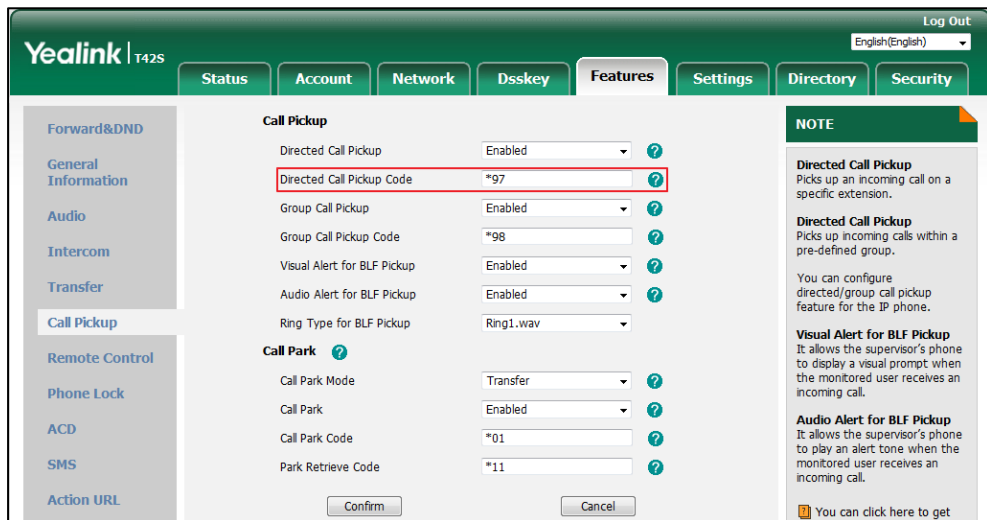 Log Out
English(English)
Yealink T42S
Status Account Network Dsskey Features Settings Directory Security
Forward&DND
General
Information
Audio
Intercom
Transfer
Call Pickup
Remote Control
Phone Lock
ACD
SMS
Action URL
Call Pickup
Directed Call Pickup Enabled ?
Directed Call Pickup Code *97 ?
Group Call Pickup Enabled ?
Group Call Pickup Code *98 ?
Visual Alert for BLF Pickup Enabled ?
Audio Alert for BLF Pickup Enabled ?
Ring Type for BLF Pickup Ring1.wav
Call Park ?
Call Park Mode Transfer ?
Call Park Enabled ?
Call Park Code *01 ?
Park Retrieve Code *11 ?
Confirm Cancel
NOTE
Directed Call Pickup
Picks up an incoming call on a
specific extension.
Directed Call Pickup
Picks up incoming calls within a
pre-defined group.
You can configure
directed/group call pickup
feature for the IP phone.
Visual Alert for BLF Pickup
It allows the supervisor's phone
to display a visual prompt when
the monitored user receives an
incoming call.
Audio Alert for BLF Pickup
It allows the supervisor's phone
to play an alert tone when the
monitored user receives an
incoming call.
? You can click here to get